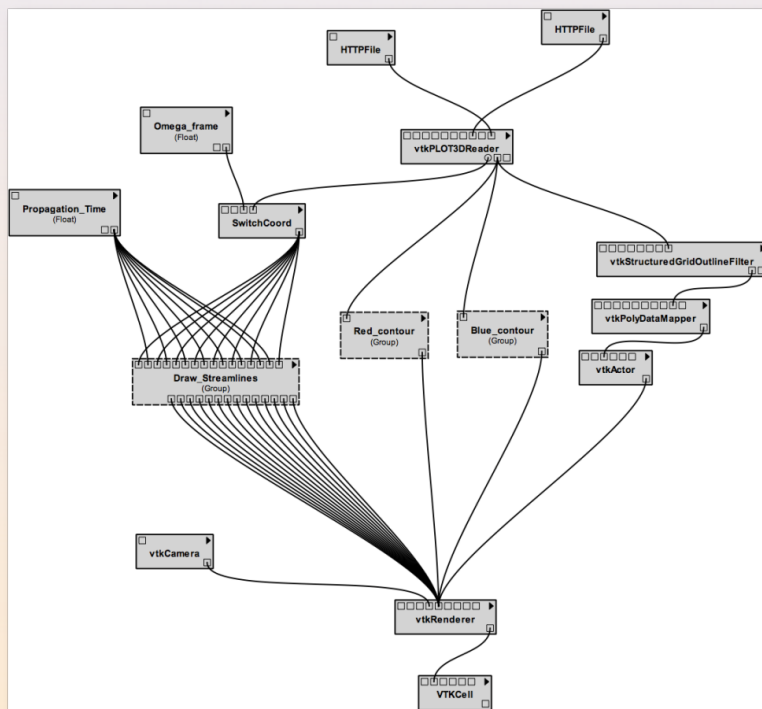 HTTPFile
HTTPFile
Omega_frame
(Float)
vtkPLOT3DReader
Propagation_Time
(Float)
SwitchCoord
vtkStructuredGridOutlineFilter
vtkPolyDataMapper
Red_contour
(Group)
Blue_contour
(Group)
vtkActor
Draw_Streamlines
(Group)
vtkCamera
vtkRenderer
VTKCell